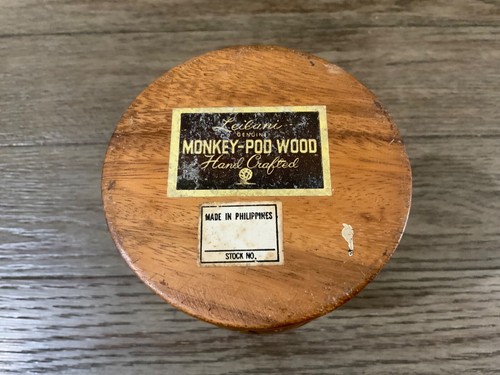 Leilani
GENUINE
MONKEY-POD WOOD
Hand Crafted
MADE IN PHILIPPINES
STOCK NO.